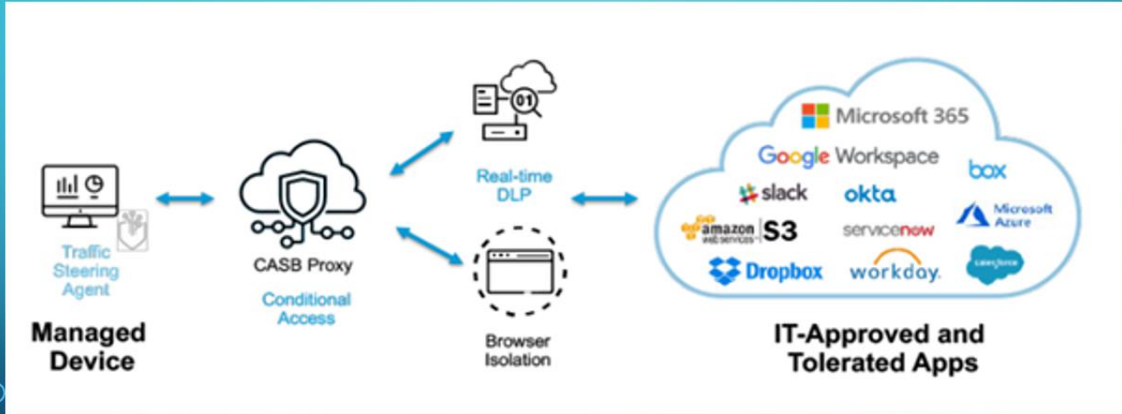 Traffic
Steering
Agent
Managed
Device
CASB Proxy
Conditional
Access
01
Real-time
DLP
Browser
Isolation
Microsoft 365
Google Workspace
box
slack
okta
Microsoft
Azure
amazon
web services
S3
servicenow
Dropbox
workday.
salesforce
IT-Approved and
Tolerated Apps